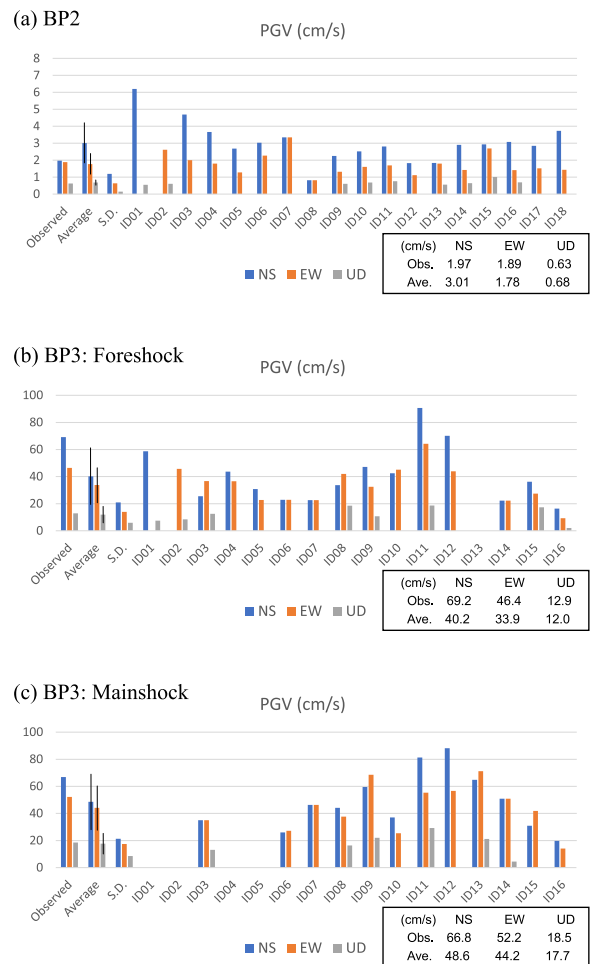 (a) BP2
PGV (cm/s)
8
7
6
5
4
3
2
1
0
Observed Average S.D. ID01 ID02 ID03 ID04 ID05 ID06 ID07 ID08 ID09 ID10 ID11 ID12 ID13 ID14 ID15 ID16 ID17 ID18
NS EW UD
(cm/s) NS EW UD
Obs. 1.97 1.89 0.63
Ave. 3.01 1.78 0.68
(b) BP3: Foreshock
PGV (cm/s)
100
80
60
40
20
0
Observed Average S.D. ID01 ID02 ID03 ID04 ID05 ID06 ID07 ID08 ID09 ID10 ID11 ID12 ID13 ID14 ID15 ID16
NS EW UD
(cm/s) NS EW UD
Obs. 69.2 46.4 12.9
Ave. 40.2 33.9 12.0
(c) BP3: Mainshock
PGV (cm/s)
100
80
60
40
20
0
Observed Average S.D. ID01 ID02 ID03 ID04 ID05 ID06 ID07 ID08 ID09 ID10 ID11 ID12 ID13 ID14 ID15 ID16
NS EW UD
(cm/s) NS EW UD
Obs. 66.8 52.2 18.5
Ave. 48.6 44.2 17.7